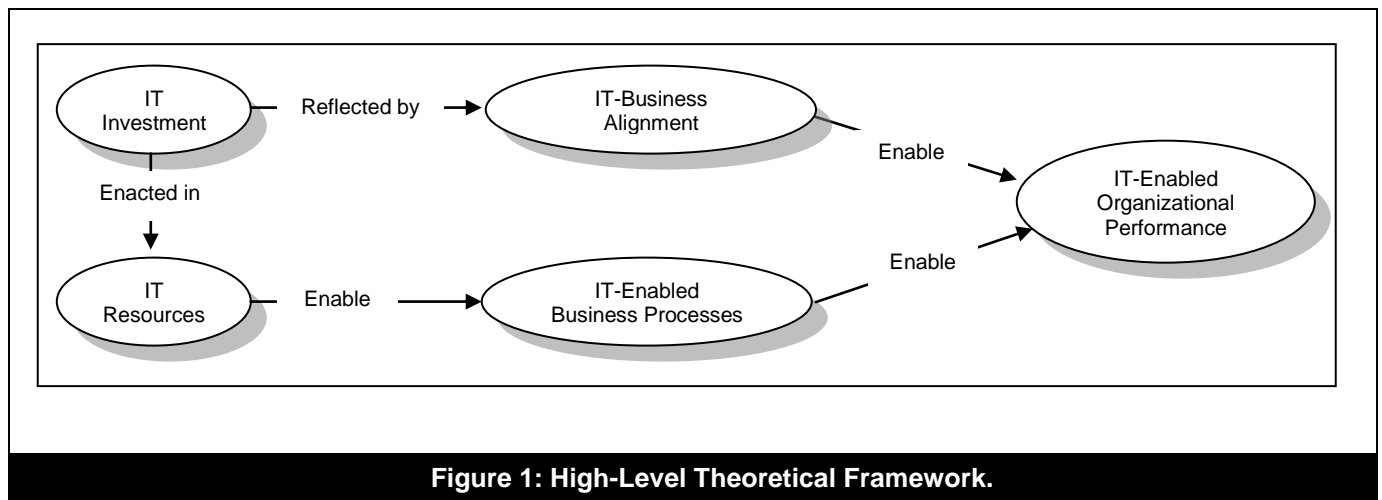 IT
Investment
Reflected by
IT-Business
Alignment
Enable
IT-Enabled
Organizational
Performance
Enacted in
IT
Resources
Enable
IT-Enabled
Business Processes
Enable
Figure 1: High-Level Theoretical Framework.